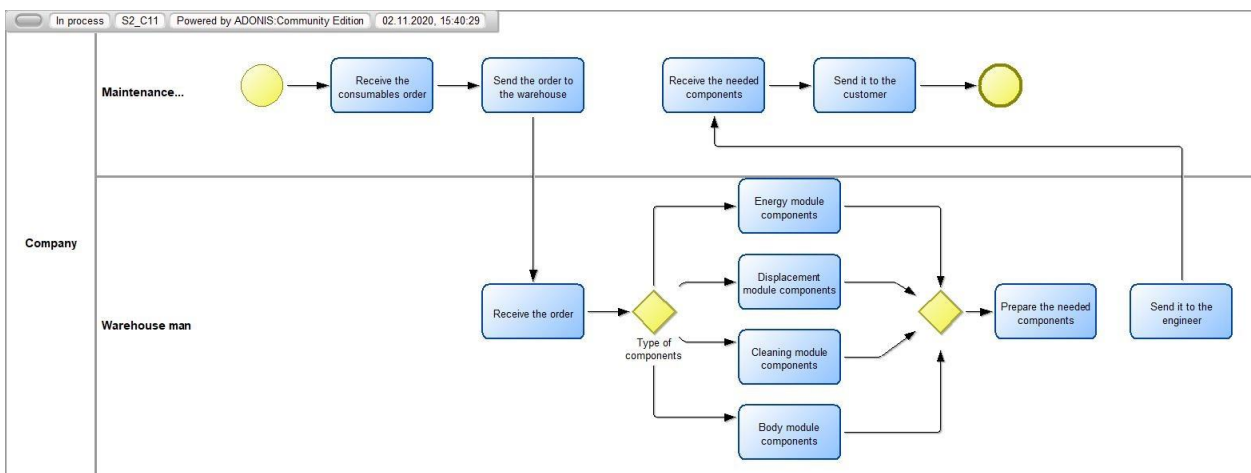 In process S2_C11 Powered by ADONIS:Community Edition 02.11.2020, 15:40:29
Company
Maintenance...
Receive the
consumables order
Send the order to
the warehouse
Receive the needed
components
Send it to the
customer
Warehouse man
Receive the order
Type of
components
Energy module
components
Displacement
module components
Cleaning module
components
Body module
components
Prepare the needed
components
Send it to the
engineer